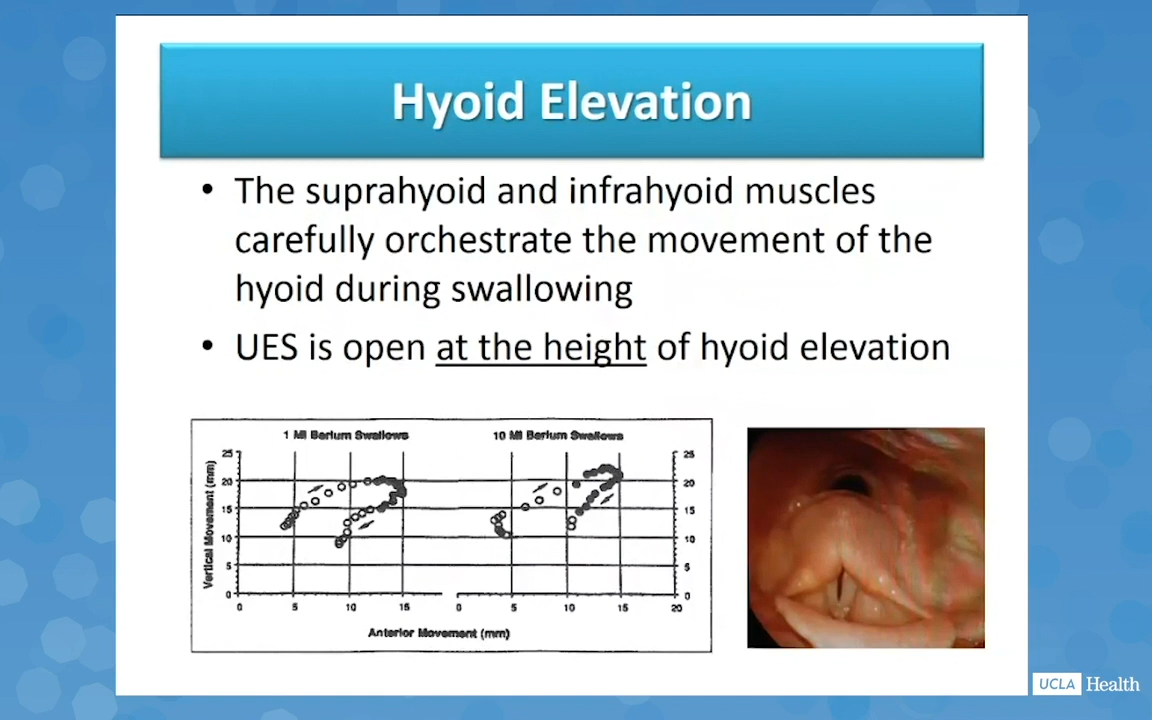 Hyoid Elevation
• The suprahyoid and infrahyoid muscles
carefully orchestrate the movement of the
hyoid during swallowing
• UES is open at the height of hyoid elevation
1 Ml Barium Swallows
10 Ml Barium Swallows
Vertical Movement (mm)
25
20
15
10
5
0
25
20
15
10
5
0
0 5 10 15 0 5 10 15 20
Anterior Movement (mm)
UCLA Health